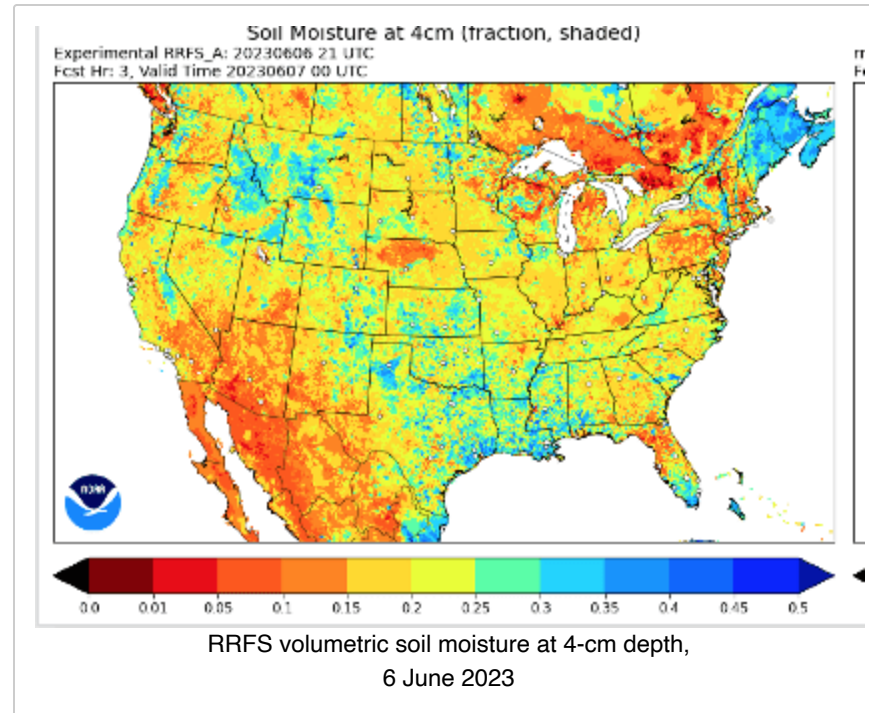 Soil Moisture at 4cm (fraction, shaded)
Experimental RRFS_A: 20230606 21 UTC
Fcst Hr: 3, Valid Time 20230607 00 UTC
NOAA
0.0 0.01 0.05 0.1 0.15 0.2 0.25 0.3 0.35 0.4 0.45 0.5
RRFS volumetric soil moisture at 4-cm depth,
6 June 2023